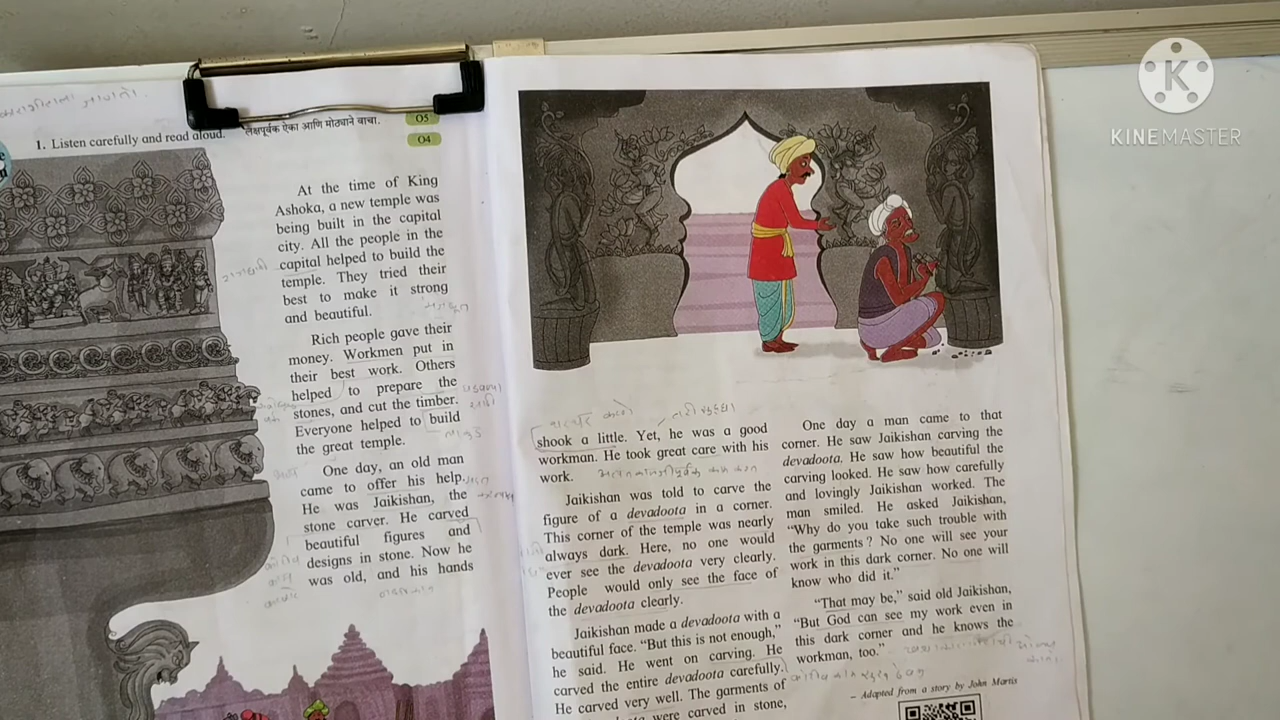 1. Listen carefully and read aloud. लक्षपूर्वक ऐका आणि मोठ्याने वाचा.
05
04
At the time of King
Ashoka, a new temple was
being built in the capital
city. All the people in the
capital helped to build the
temple. They tried their
best to make it strong
and beautiful.
Rich people gave their
money. Workmen put in
their best work. Others
helped to prepare the
stones, and cut the timber.
Everyone helped to build
the great temple.
One day, an old man
came to offer his help.
He was Jaikishan, the
stone carver. He carved
beautiful figures and
designs in stone. Now he
was old, and his hands
shook a little. Yet, he was a good
workman. He took great care with his
work.
Jaikishan was told to carve the
figure of a devadoota in a corner.
This corner of the temple was nearly
always dark. Here, no one would
ever see the devadoota very clearly.
People would only see the face of
the devadoota clearly.
Jaikishan made a devadoota with a
beautiful face. “But this is not enough,”
he said. He went on carving. He
carved the entire devadoota carefully.
He carved very well. The garments of
were carved in stone,
One day a man came to that
corner. He saw Jaikishan carving the
devadoota. He saw how beautiful the
carving looked. He saw how carefully
and lovingly Jaikishan worked. The
man smiled. He asked Jaikishan,
“Why do you take such trouble with
the garments ? No one will see your
work in this dark corner. No one will
know who did it.”
“That may be,” said old Jaikishan,
“But God can see my work even in
this dark corner and he knows the
workman, too.”
– Adapted from a story by John Martis
K
KINEMASTER